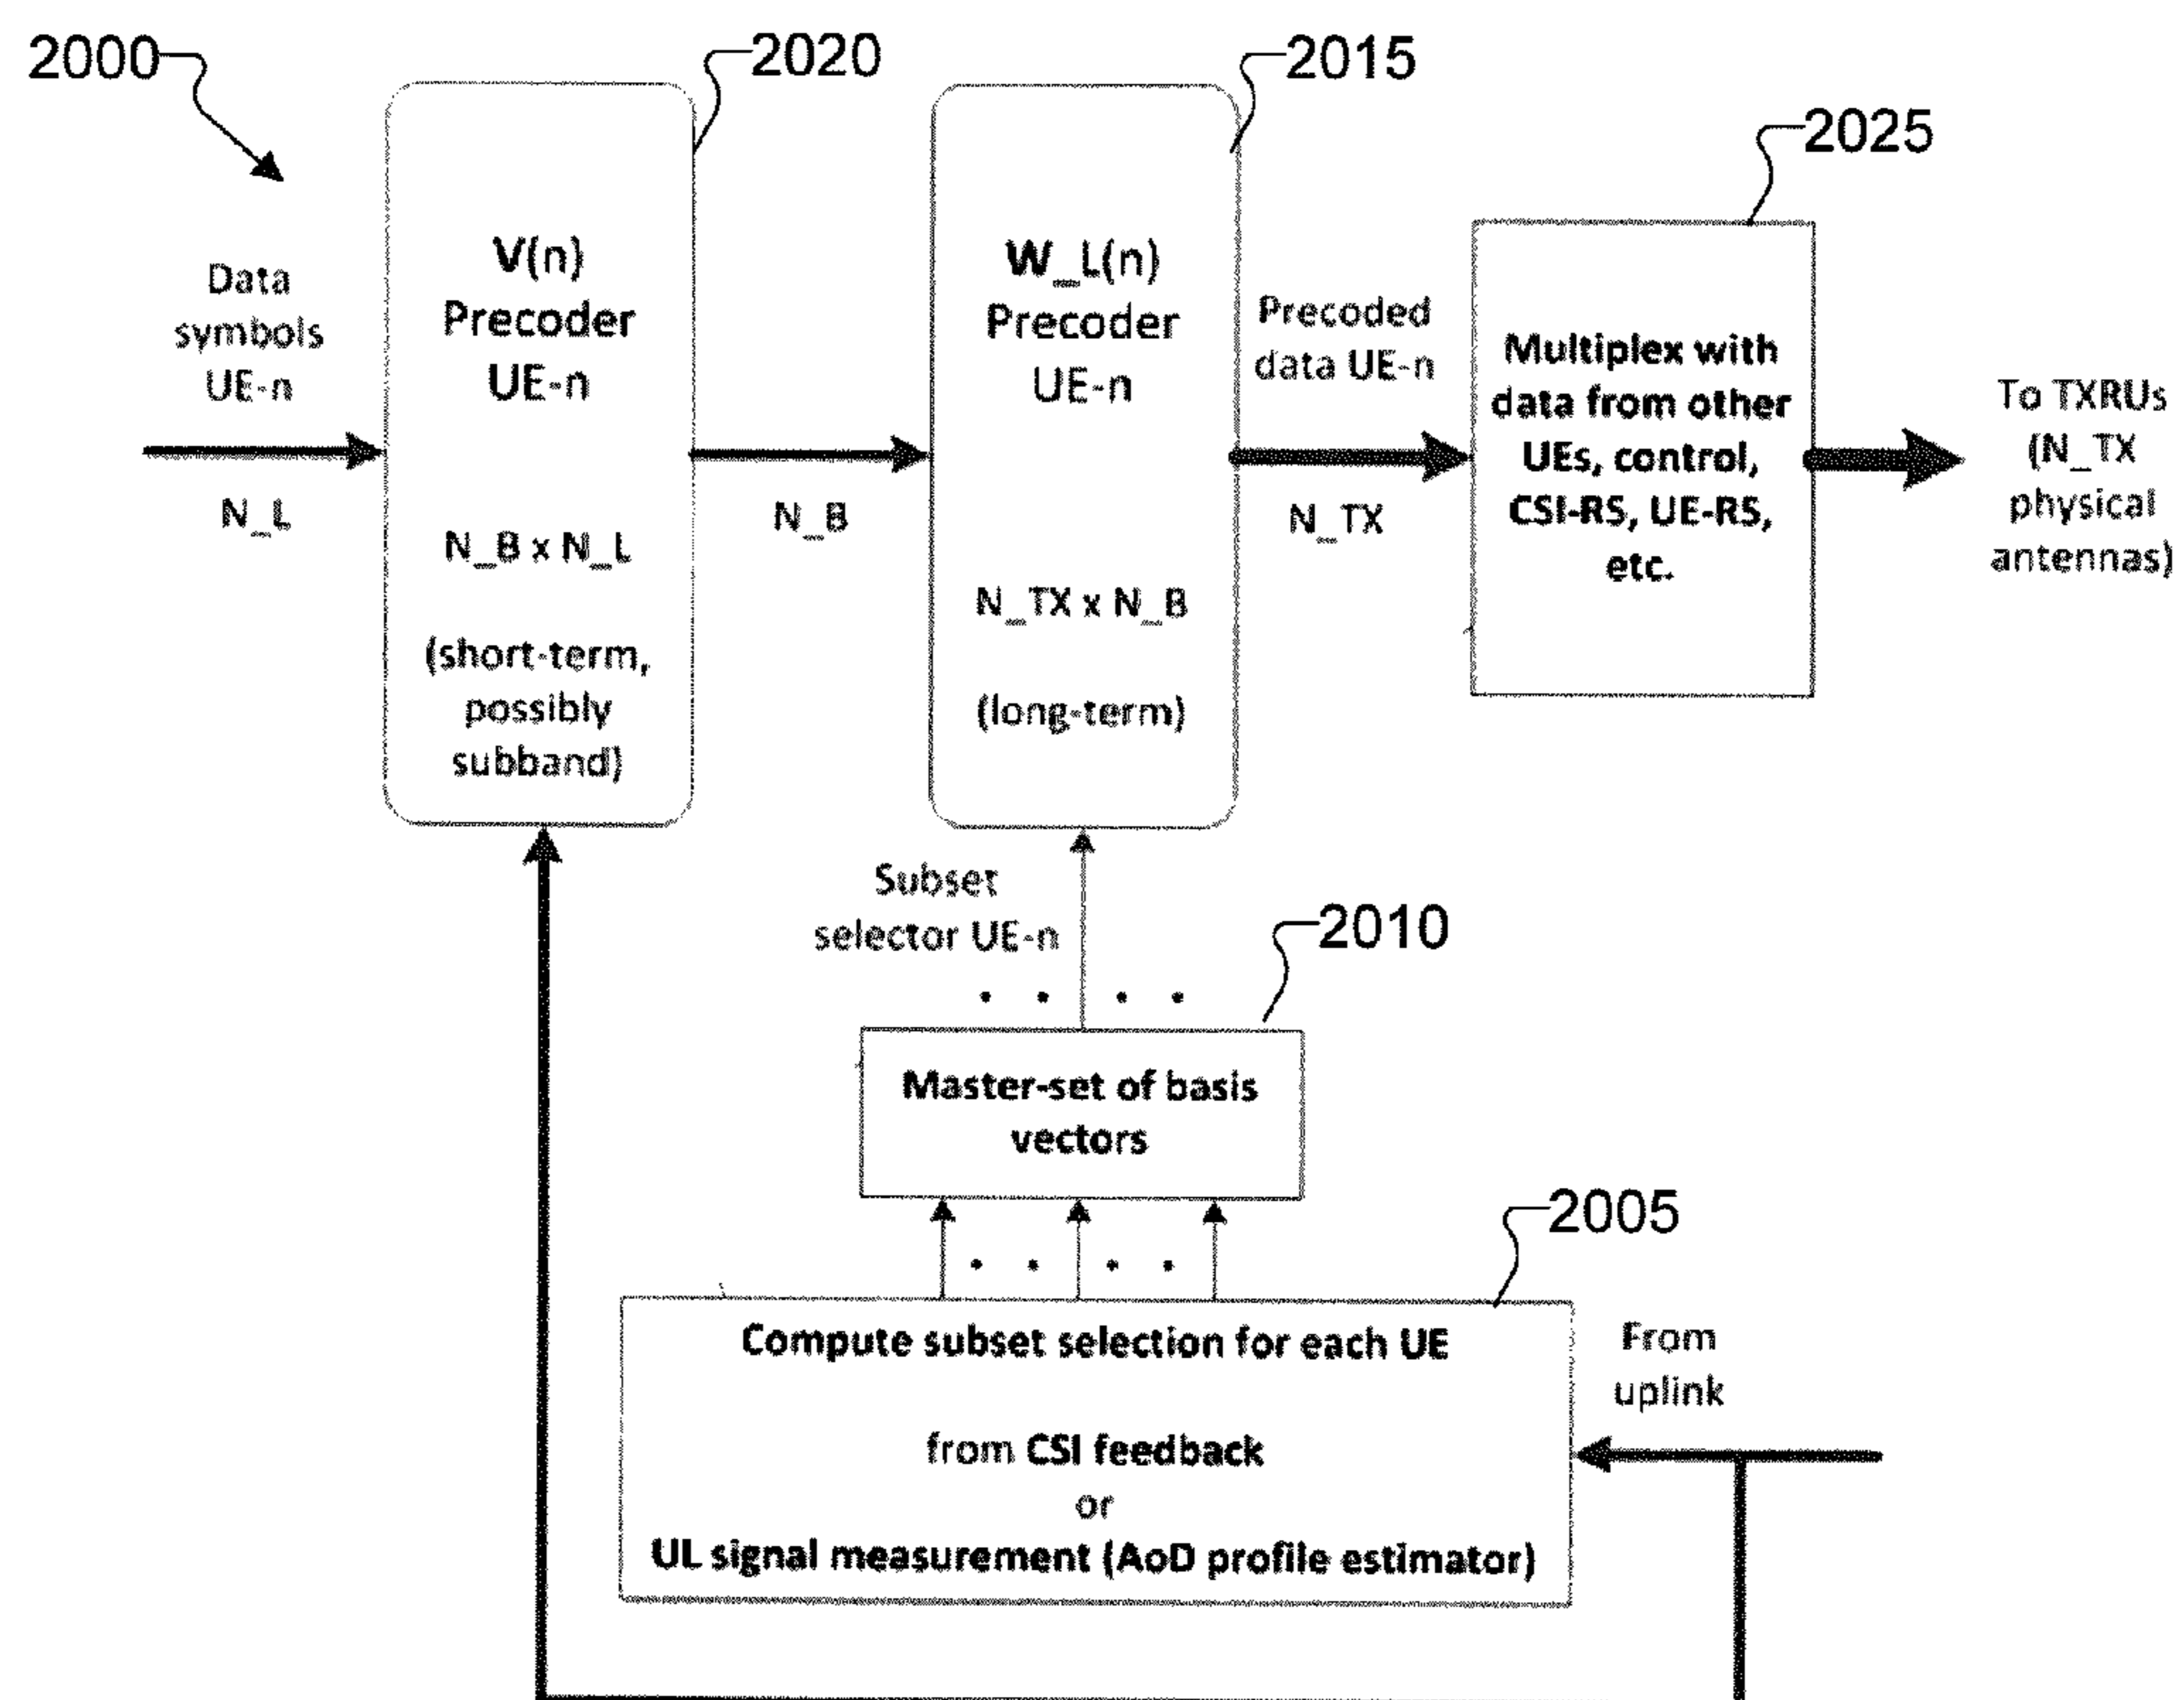 2000
2020
2015
2025
Data
symbols
UE-n
N_L
V(n)
Precoder
UE-n
N_B x N_L
(short-term,
possibly
subband)
N_B
W_L(n)
Precoder
UE-n
N_TX x N_B
(long-term)
Precoded
data UE-n
N_TX
Multiplex with
data from other
UEs, control,
CSI-RS, UE-RS,
etc.
To TXRUs
(N_TX
physical
antennas)
Subset
selector UE-n
2010
Master-set of basis
vectors
2005
Compute subset selection for each UE
from CSI feedback
or
UL signal measurement (AoD profile estimator)
From
uplink